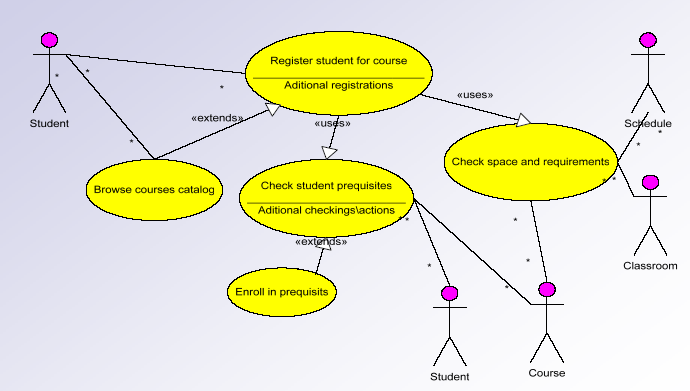 Register student for course
Aditional registrations
«uses»
«extends»
«uses»
Student
Schedule
Browse courses catalog
Check student prequisites
Aditional checkings\actions
Check space and requirements
«extends»
Classroom
Enroll in prequisits
Student
Course